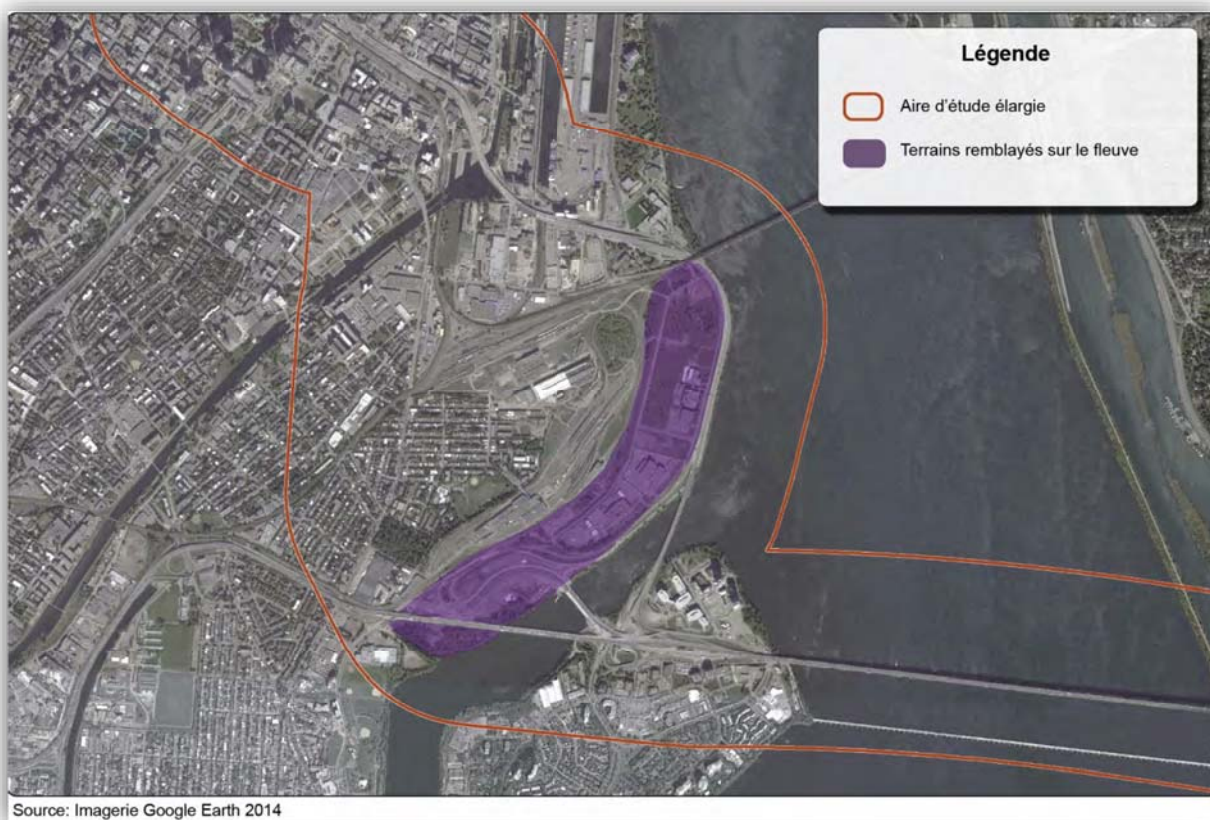 Légende
Aire d'étude élargie
Terrains remblayés sur le fleuve
Source: Imagerie Google Earth 2014